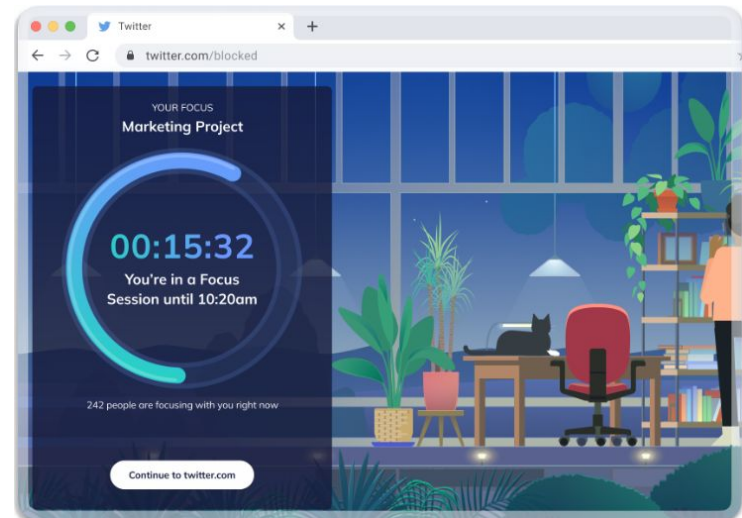 Twitter
twitter.com/blocked
YOUR FOCUS
Marketing Project
00:15:32
You're in a Focus
Session until 10:20am
242 people are focusing with you right now
Continue to twitter.com